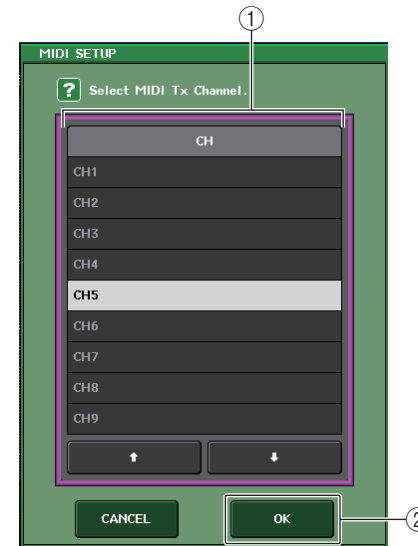 ①
MIDI SETUP
? Select MIDI Tx Channel.
CH
CH1
CH2
CH3
CH4
CH5
CH6
CH7
CH8
CH9
CANCEL
OK
②